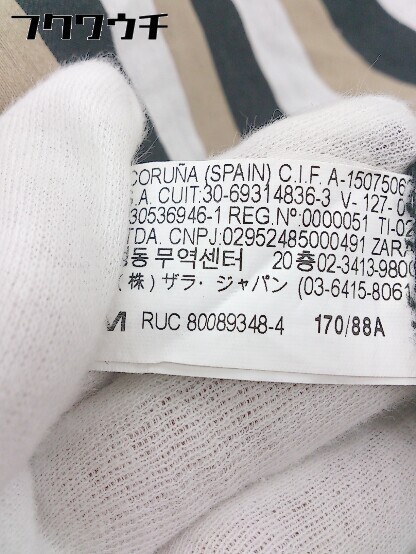 フクワウチ
CORUÑA (SPAIN) C.I.F. A-1507506
A. CUIT:30-69314836-3 V- 127- 0
30536946-1 REG.Nº:0000051 TI-02
TDA. CNPJ:02952485000491 ZARA
동무역센터 20층02-3413-980
(株) ザラ・ジャパン (03-6415-8061
RUC 80089348-4 170/88A